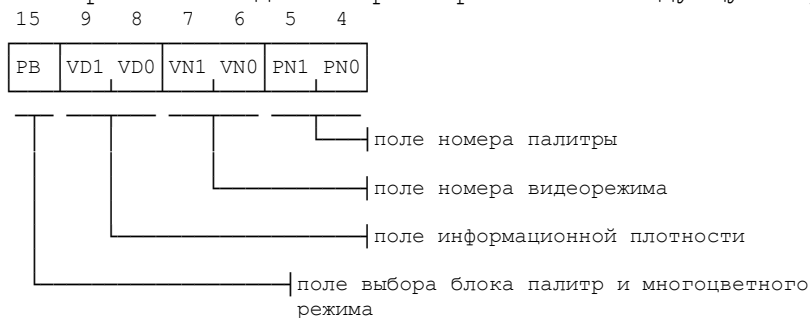 15 9 8 7 6 5 4
PB VD1 VD0 VN1 VN0 PN1 PN0
поле номера палитры
поле номера видеорежима
поле информационной плотности
поле выбора блока палитр и многоцветного
режима